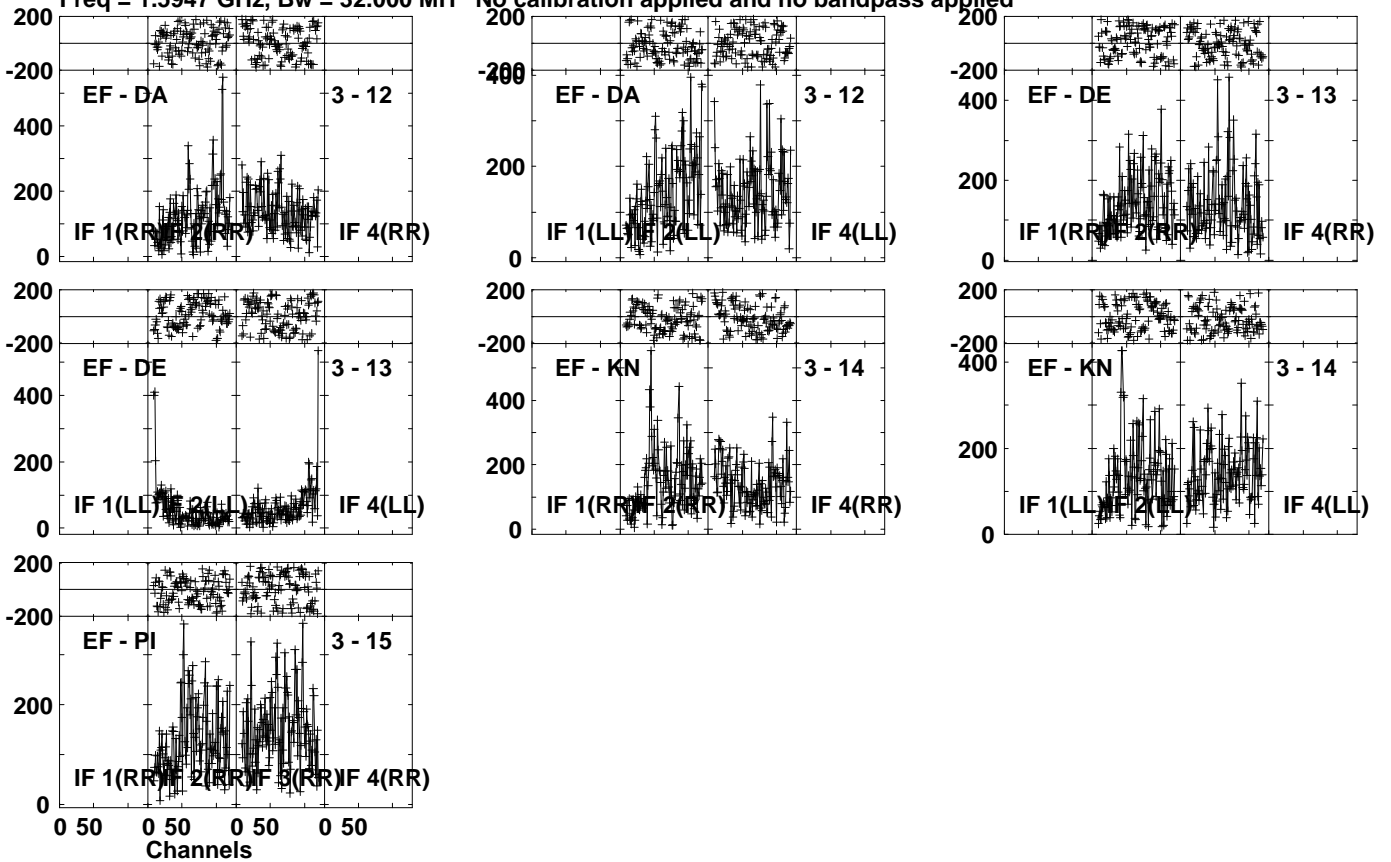 Freq = 1.5947 GHz, Bw = 32.000 MH No calibration applied and no bandpass applied
200
-200
EF - DA
3 - 12
400
200
0
IF 1(RR)
IF 2(RR)
IF 4(RR)
200
-200
400
EF - DA
3 - 12
200
0
IF 1(LL)
IF 2(LL)
IF 4(LL)
200
-200
EF - DE
3 - 13
400
200
0
IF 1(RR)
IF 2(RR)
IF 4(RR)
200
-200
EF - DE
3 - 13
400
200
0
IF 1(LL)
IF 2(LL)
IF 4(LL)
200
-200
EF - KN
3 - 14
400
200
0
IF 1(RR)
IF 2(RR)
IF 4(RR)
200
-200
EF - KN
3 - 14
400
200
0
IF 1(LL)
IF 2(LL)
IF 4(LL)
200
-200
EF - PI
3 - 15
200
0
IF 1(RR)
IF 2(RR)
IF 3(RR)
IF 4(RR)
0 50 0 50 0 50 0 50
Channels